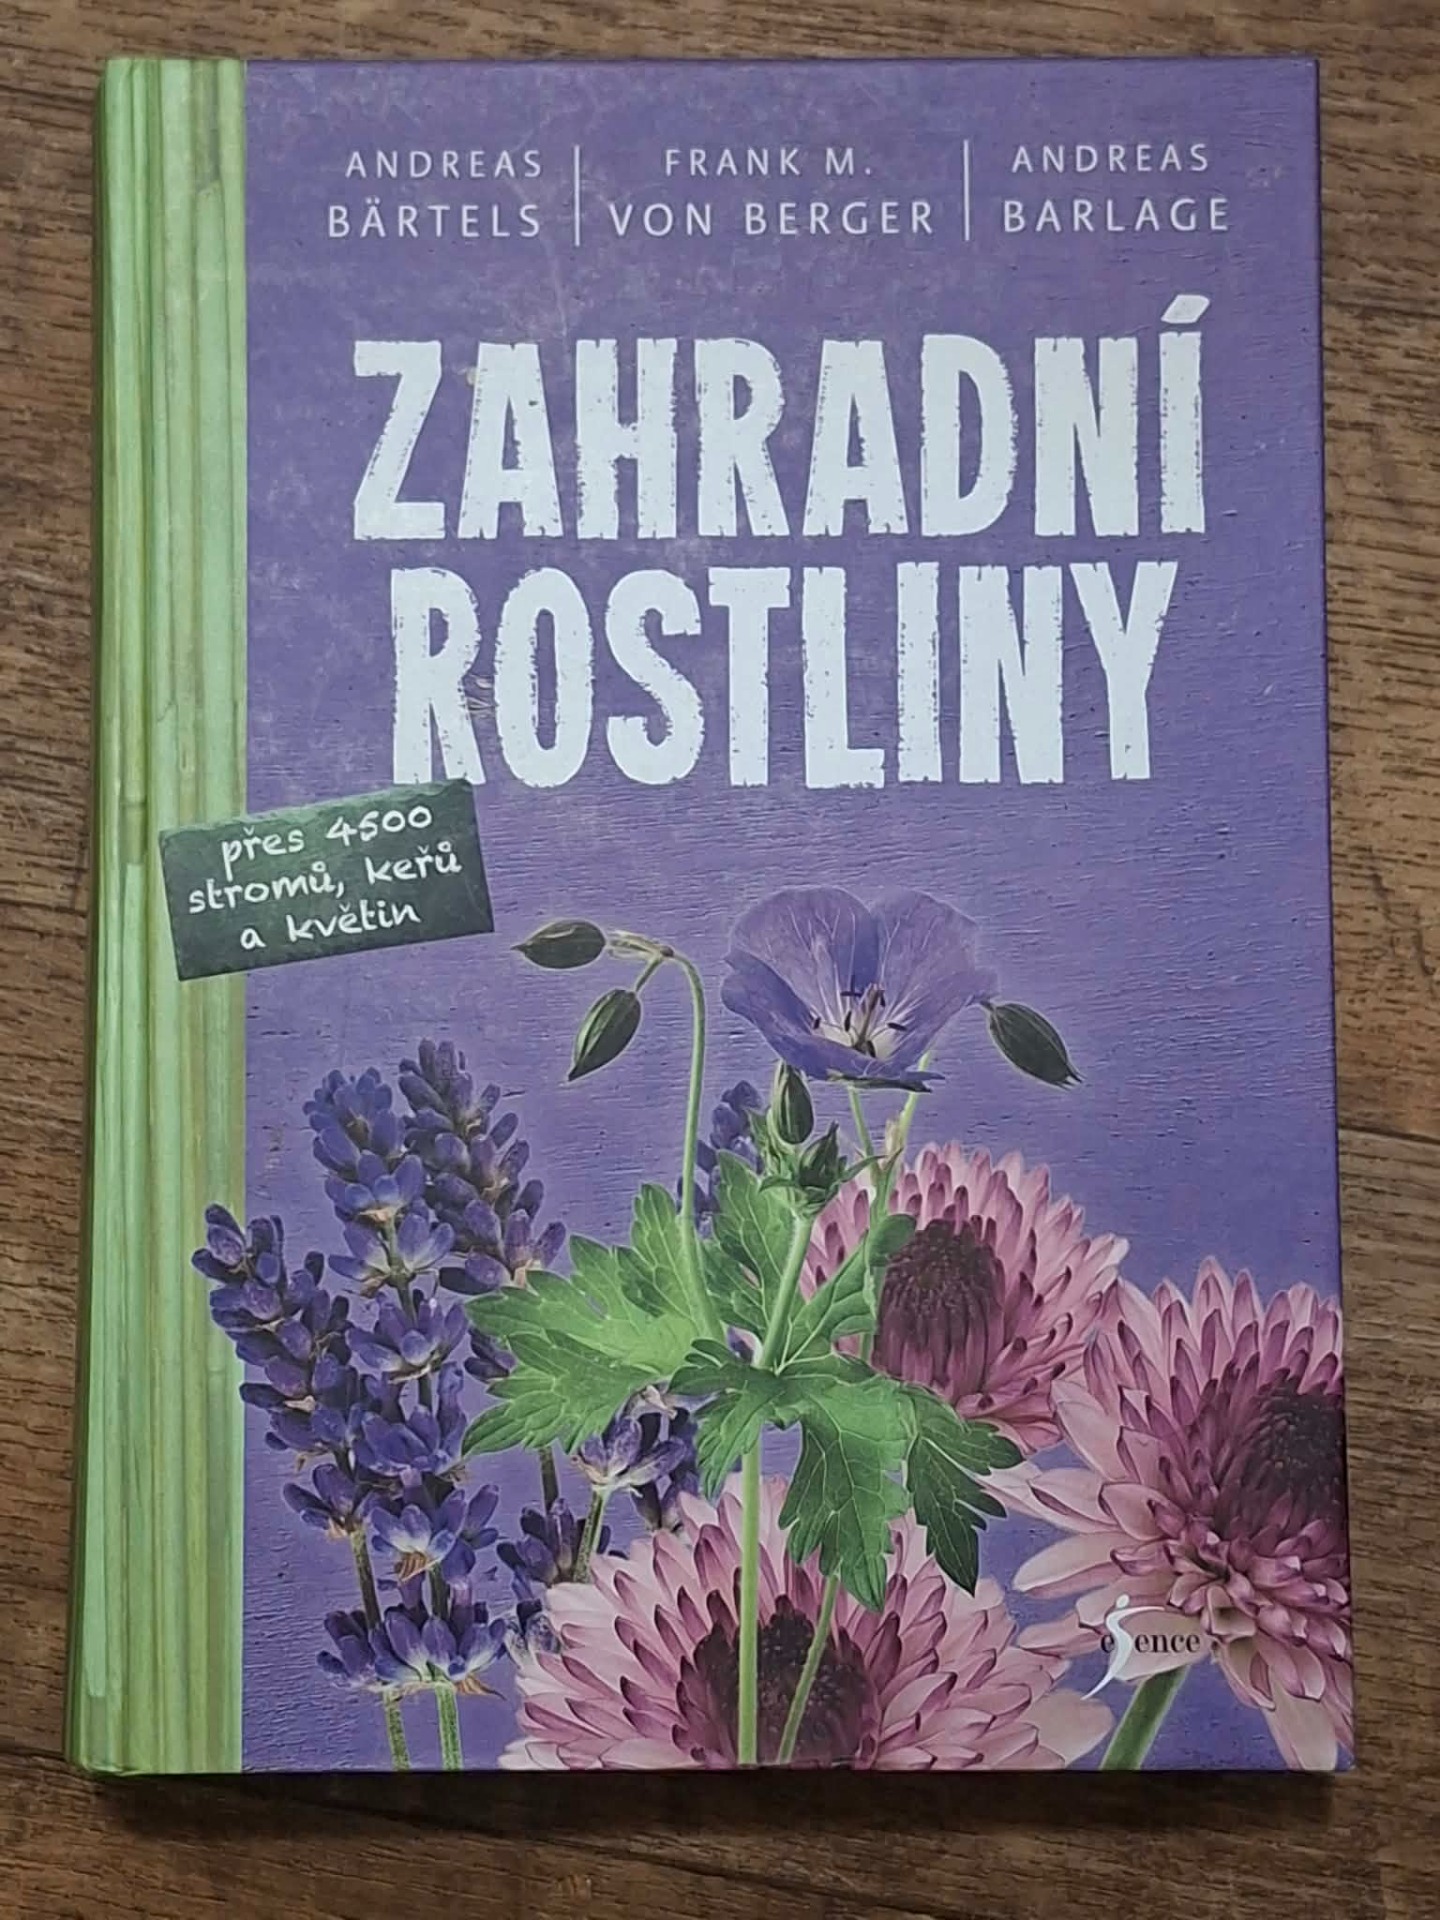 ANDREAS BÄRTELS
FRANK M. VON BERGER
ANDREAS BARLAGE
ZAHRADNÍ
ROSTLINY
přes 4500
stromů, keřů
a květin
esence